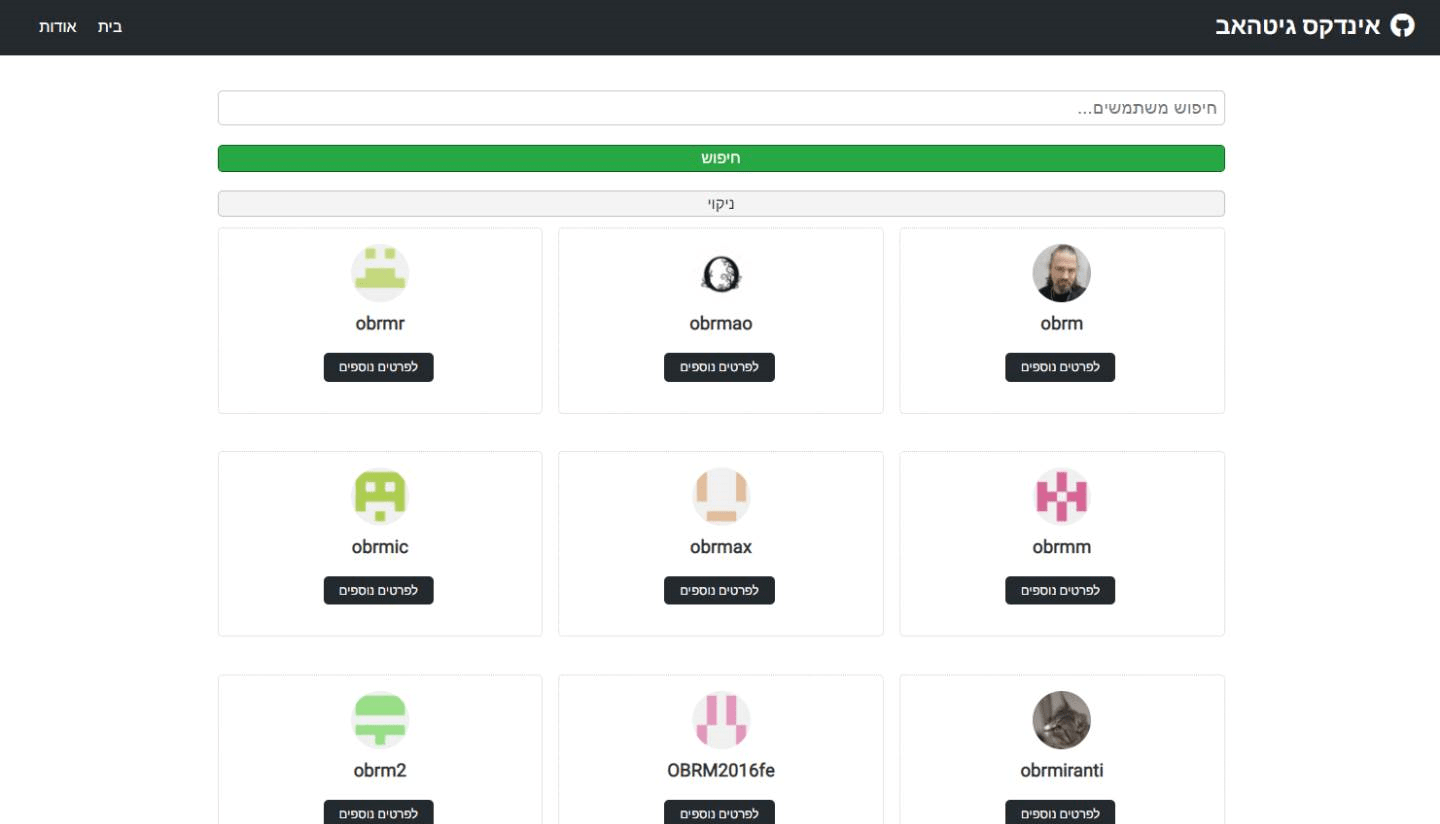 אינדקס גיטהאב
בית אודות
חיפוש משתמשים...
חיפוש
ניקוי
obrm
לפרטים נוספים
obrmao
לפרטים נוספים
obrmr
לפרטים נוספים
obrmm
לפרטים נוספים
obrmax
לפרטים נוספים
obrmic
לפרטים נוספים
obrmiranti
לפרטים נוספים
OBRM2016fe
לפרטים נוספים
obrm2
לפרטים נוספים